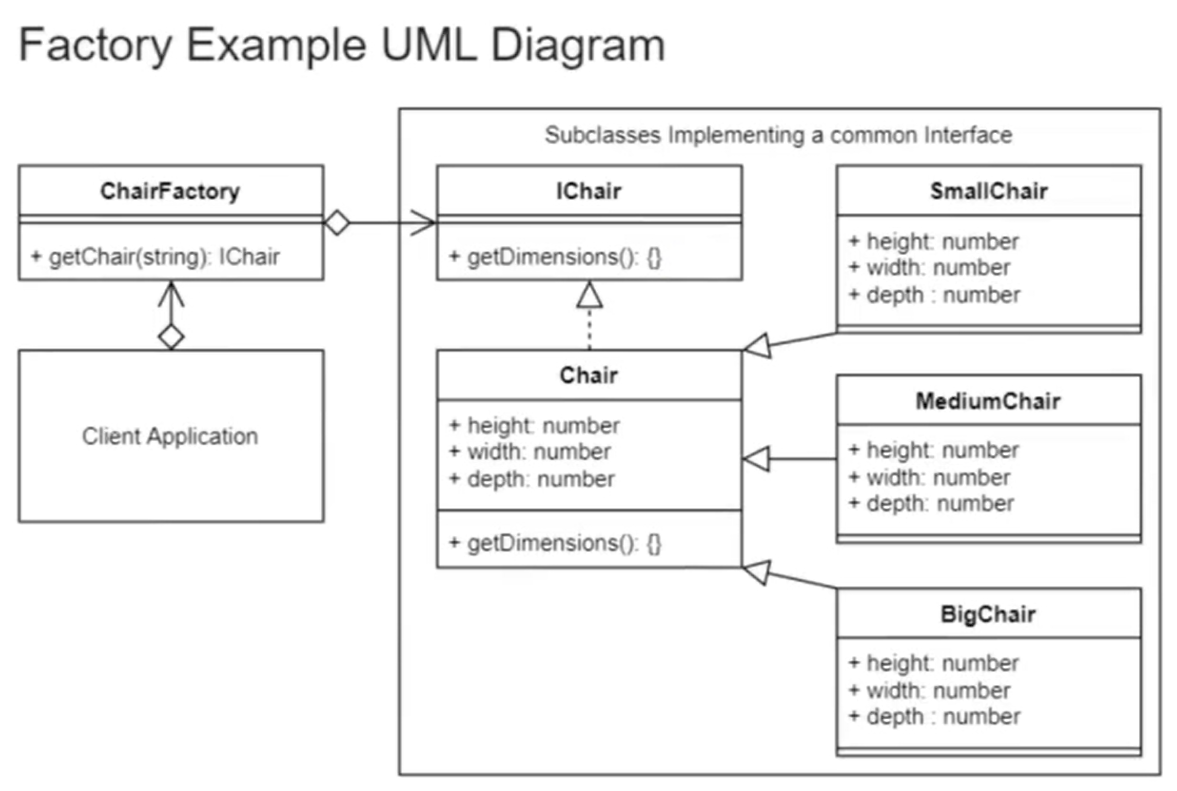 Factory Example UML Diagram
Subclasses Implementing a common Interface
ChairFactory
+ getChair(string): IChair
Client Application
IChair
+ getDimensions(): {}
Chair
+ height: number
+ width: number
+ depth: number
+ getDimensions(): {}
SmallChair
+ height: number
+ width: number
+ depth : number
MediumChair
+ height: number
+ width: number
+ depth: number
BigChair
+ height: number
+ width: number
+ depth : number